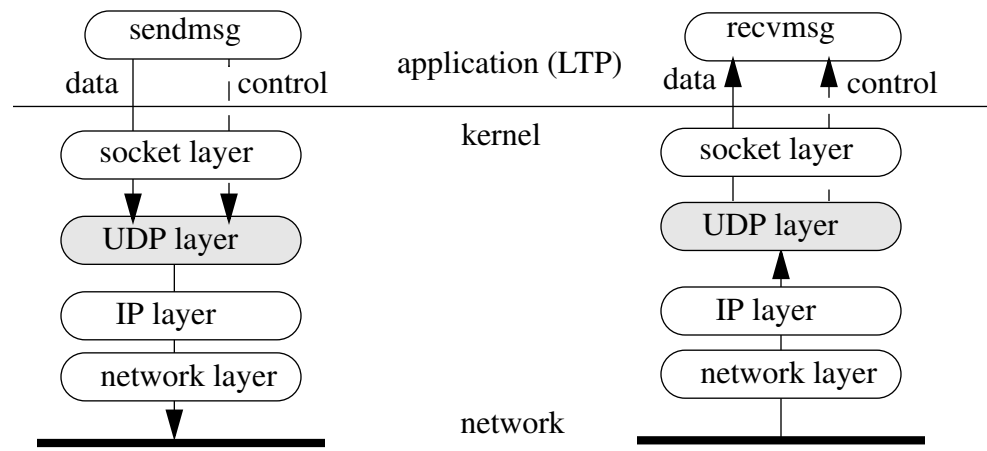 sendmsg
recvmsg
application (LTP)
data
control
data
control
kernel
socket layer
socket layer
UDP layer
UDP layer
IP layer
IP layer
network layer
network layer
network